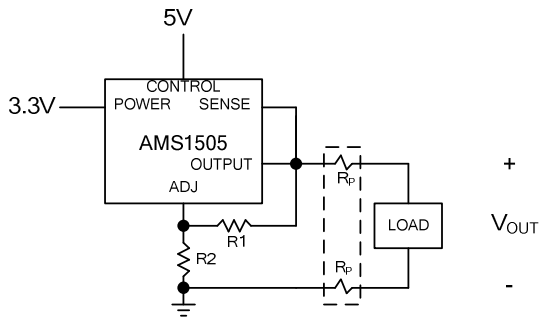 5V
CONTROL
3.3V
POWER SENSE
AMS1505
OUTPUT
ADJ
R1
R2
RP
RP
LOAD
+
VOUT
-